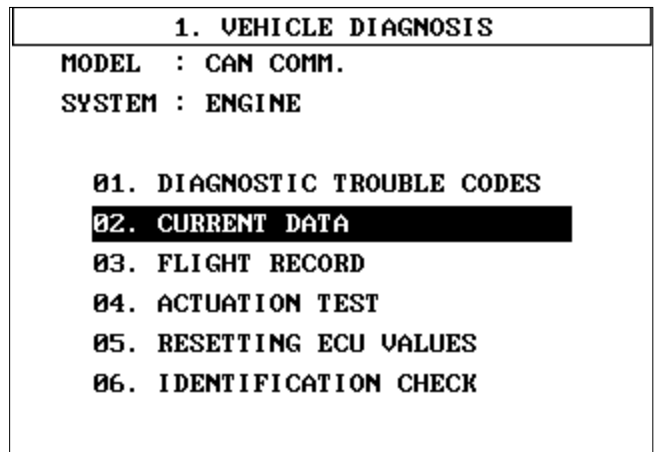 1. VEHICLE DIAGNOSIS
MODEL : CAN COMM.
SYSTEM : ENGINE
01. DIAGNOSTIC TROUBLE CODES
02. CURRENT DATA
03. FLIGHT RECORD
04. ACTUATION TEST
05. RESETTING ECU VALUES
06. IDENTIFICATION CHECK